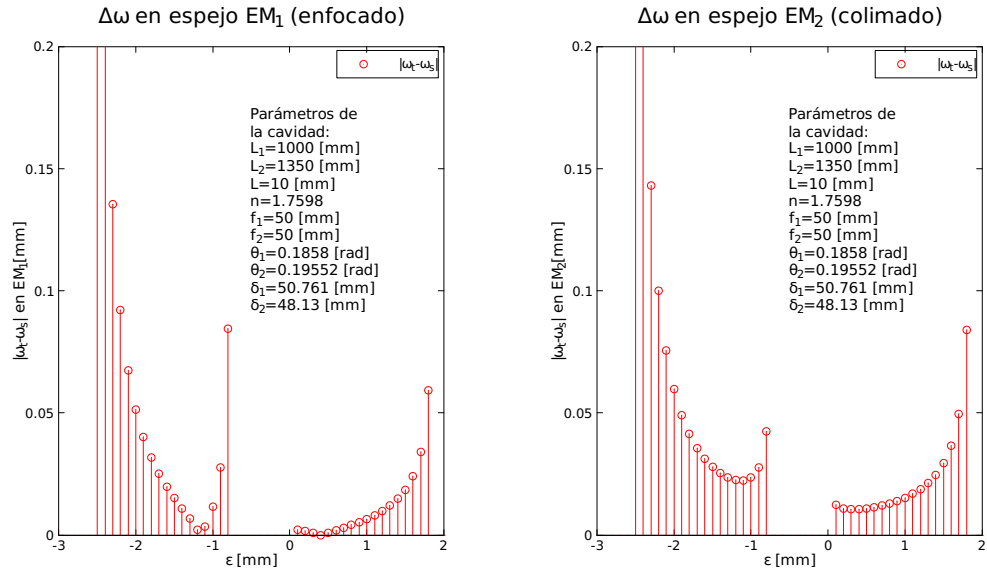 Δω en espejo EM₁ (enfocado)
0.2
0.15
0.1
0.05
0
|ωₜ-ωₛ| en EM₁[mm]
|ωₜ-ωₛ|
Parámetros de
la cavidad:
L₁=1000 [mm]
L₂=1350 [mm]
L=10 [mm]
n=1.7598
f₁=50 [mm]
f₂=50 [mm]
θ₁=0.1858 [rad]
θ₂=0.19552 [rad]
δ₁=50.761 [mm]
δ₂=48.13 [mm]
-3 -2 -1 0 1 2
ε [mm]
Δω en espejo EM₂ (colimado)
0.2
0.15
0.1
0.05
0
|ωₜ-ωₛ| en EM₂[mm]
|ωₜ-ωₛ|
Parámetros de
la cavidad:
L₁=1000 [mm]
L₂=1350 [mm]
L=10 [mm]
n=1.7598
f₁=50 [mm]
f₂=50 [mm]
θ₁=0.1858 [rad]
θ₂=0.19552 [rad]
δ₁=50.761 [mm]
δ₂=48.13 [mm]
-3 -2 -1 0 1 2
ε [mm]